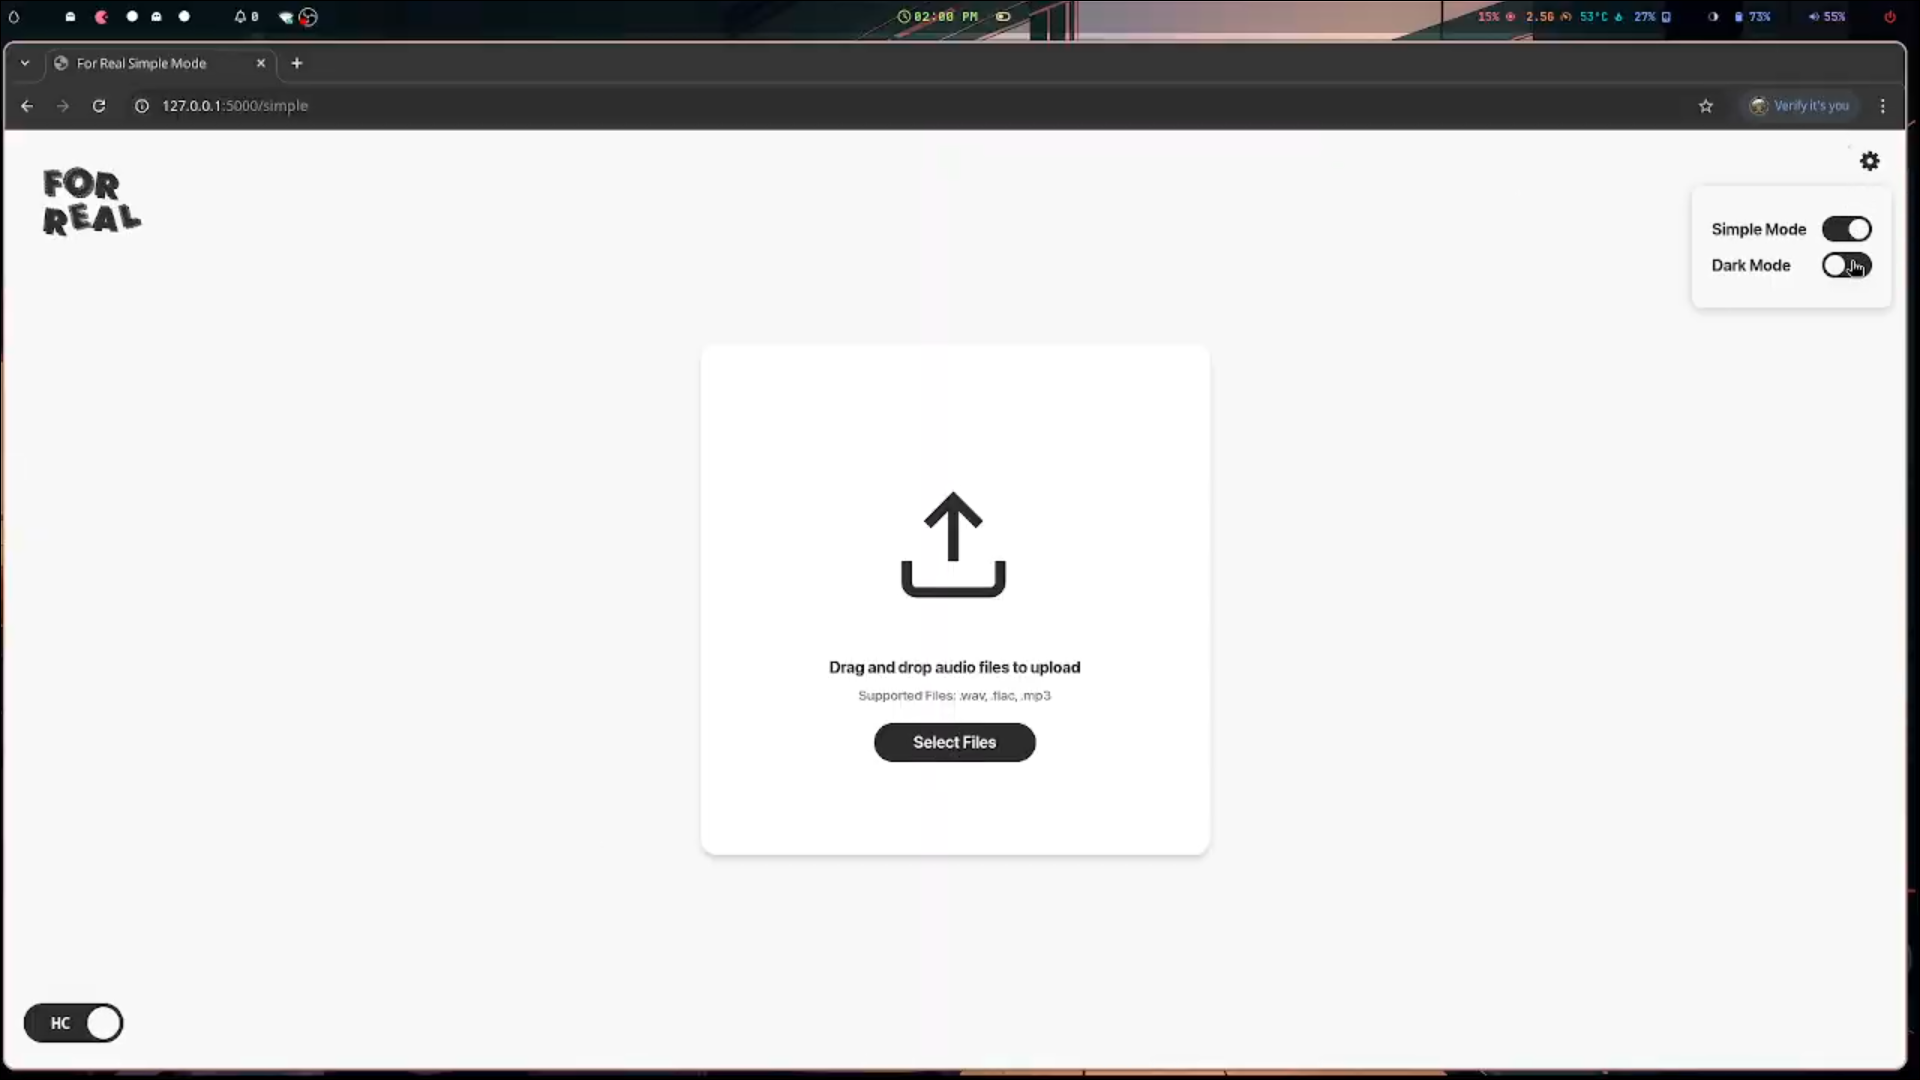 0
02:00 PM
15%
2.5G
53°C
27%
73%
55%
For Real Simple Mode
127.0.0.1:5000/simple
Verify it's you
FOR
REAL
Simple Mode
Dark Mode
Drag and drop audio files to upload
Supported Files: .wav, .flac, .mp3
Select Files
HC